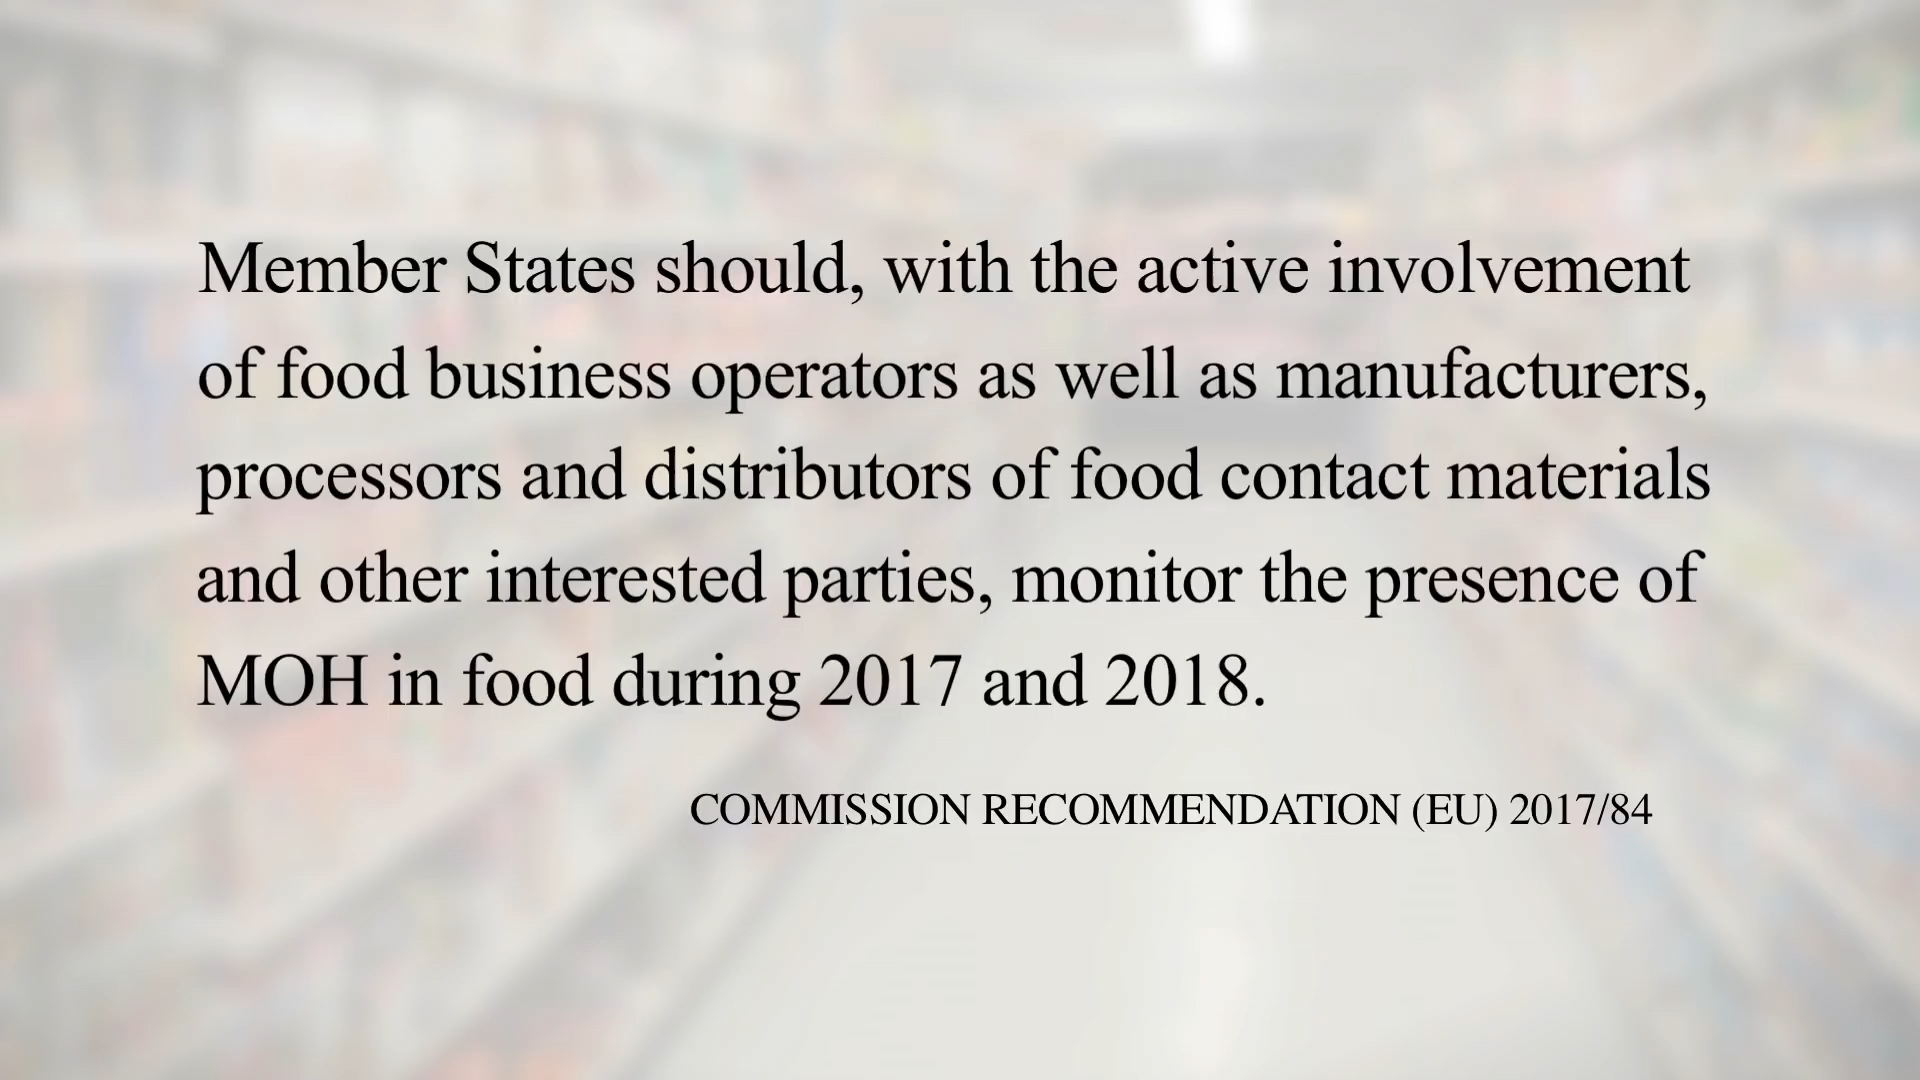 Member States should, with the active involvement
of food business operators as well as manufacturers,
processors and distributors of food contact materials
and other interested parties, monitor the presence of
MOH in food during 2017 and 2018.
COMMISSION RECOMMENDATION (EU) 2017/84